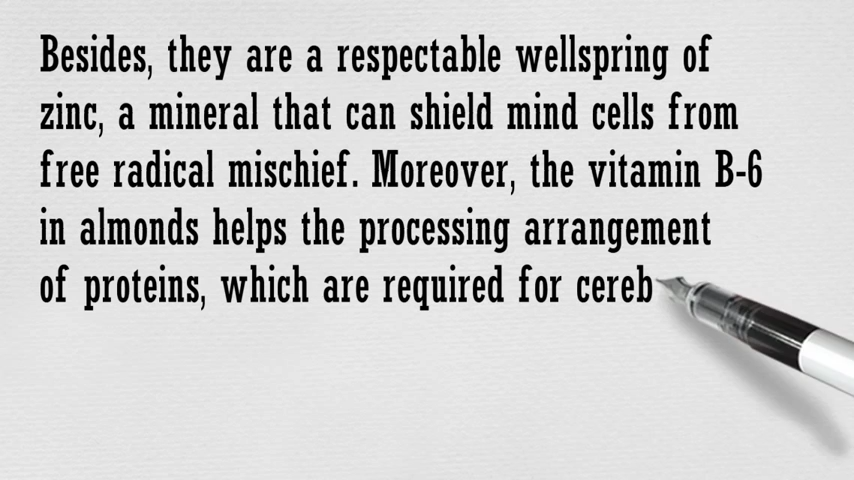 Besides, they are a respectable wellspring of
zinc, a mineral that can shield mind cells from
free radical mischief. Moreover, the vitamin B-6
in almonds helps the processing arrangement
of proteins, which are required for cereb